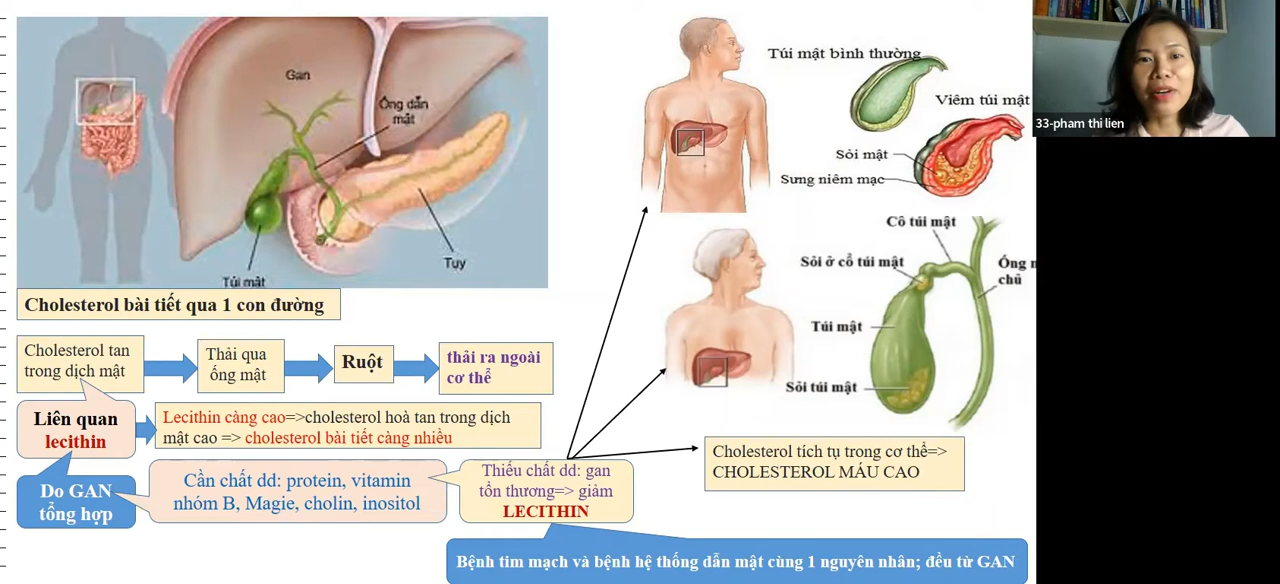 Gan
Ống dẫn
mật
Tụy
Túi mật
Cholesterol bài tiết qua 1 con đường
Cholesterol tan
trong dịch mật
Thải qua
ống mật
Ruột
thải ra ngoài
cơ thể
Liên quan
lecithin
Lecithin càng cao=>cholesterol hoà tan trong dịch
mật cao => cholesterol bài tiết càng nhiều
Do GAN
tổng hợp
Cần chất dd: protein, vitamin
nhóm B, Magie, cholin, inositol
Thiếu chất dd: gan
tổn thương=> giảm
LECITHIN
Túi mật bình thường
Viêm túi mật
Sỏi mật
Sưng niêm mạc
Cổ túi mật
Sỏi ở cổ túi mật
Ống
chủ
Túi mật
Sỏi túi mật
Cholesterol tích tụ trong cơ thể=>
CHOLESTEROL MÁU CAO
Bệnh tim mạch và bệnh hệ thống dẫn mật cùng 1 nguyên nhân; đều từ GAN
33-pham thi lien